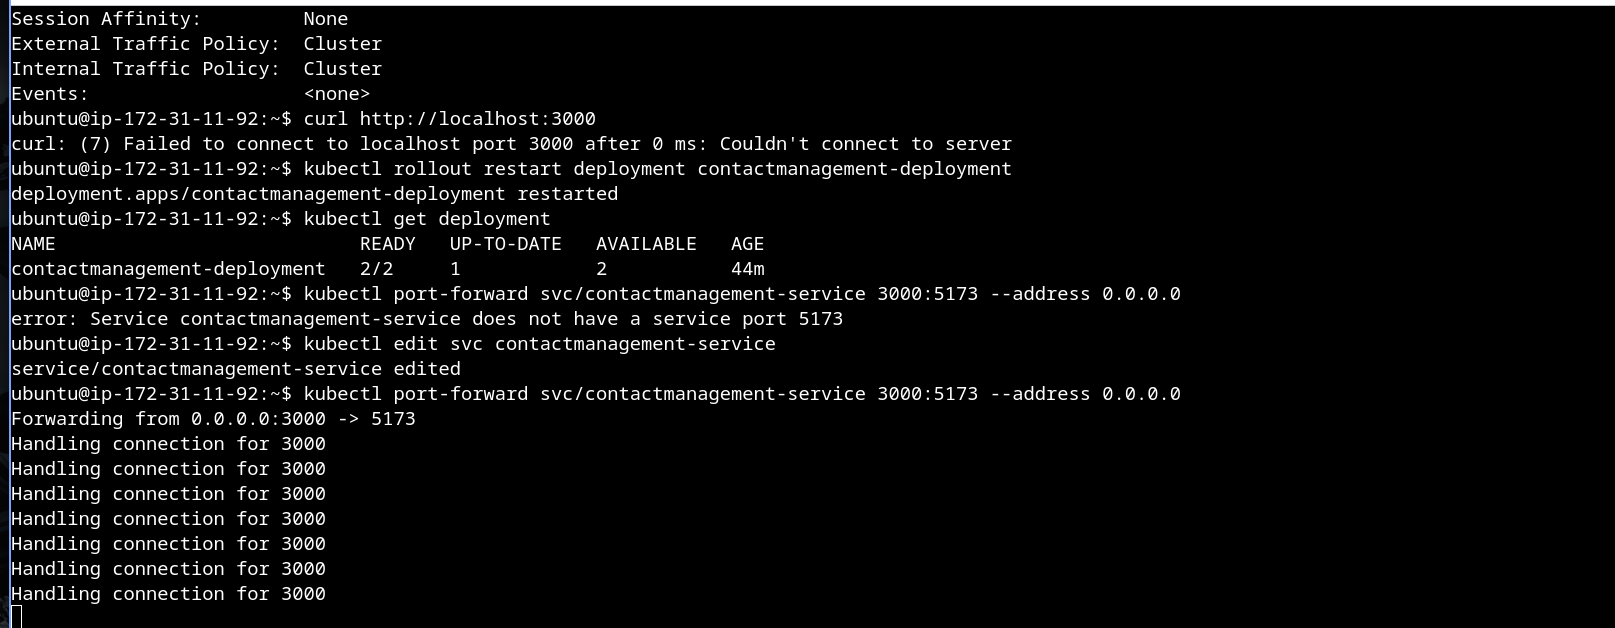 Session Affinity:         None
External Traffic Policy:  Cluster
Internal Traffic Policy:  Cluster
Events:                   <none>
ubuntu@ip-172-31-11-92:~$ curl http://localhost:3000
curl: (7) Failed to connect to localhost port 3000 after 0 ms: Couldn't connect to server
ubuntu@ip-172-31-11-92:~$ kubectl rollout restart deployment contactmanagement-deployment
deployment.apps/contactmanagement-deployment restarted
ubuntu@ip-172-31-11-92:~$ kubectl get deployment
NAME                           READY   UP-TO-DATE   AVAILABLE   AGE
contactmanagement-deployment   2/2     1            2           44m
ubuntu@ip-172-31-11-92:~$ kubectl port-forward svc/contactmanagement-service 3000:5173 --address 0.0.0.0
error: Service contactmanagement-service does not have a service port 5173
ubuntu@ip-172-31-11-92:~$ kubectl edit svc contactmanagement-service
service/contactmanagement-service edited
ubuntu@ip-172-31-11-92:~$ kubectl port-forward svc/contactmanagement-service 3000:5173 --address 0.0.0.0
Forwarding from 0.0.0.0:3000 -> 5173
Handling connection for 3000
Handling connection for 3000
Handling connection for 3000
Handling connection for 3000
Handling connection for 3000
Handling connection for 3000
Handling connection for 3000